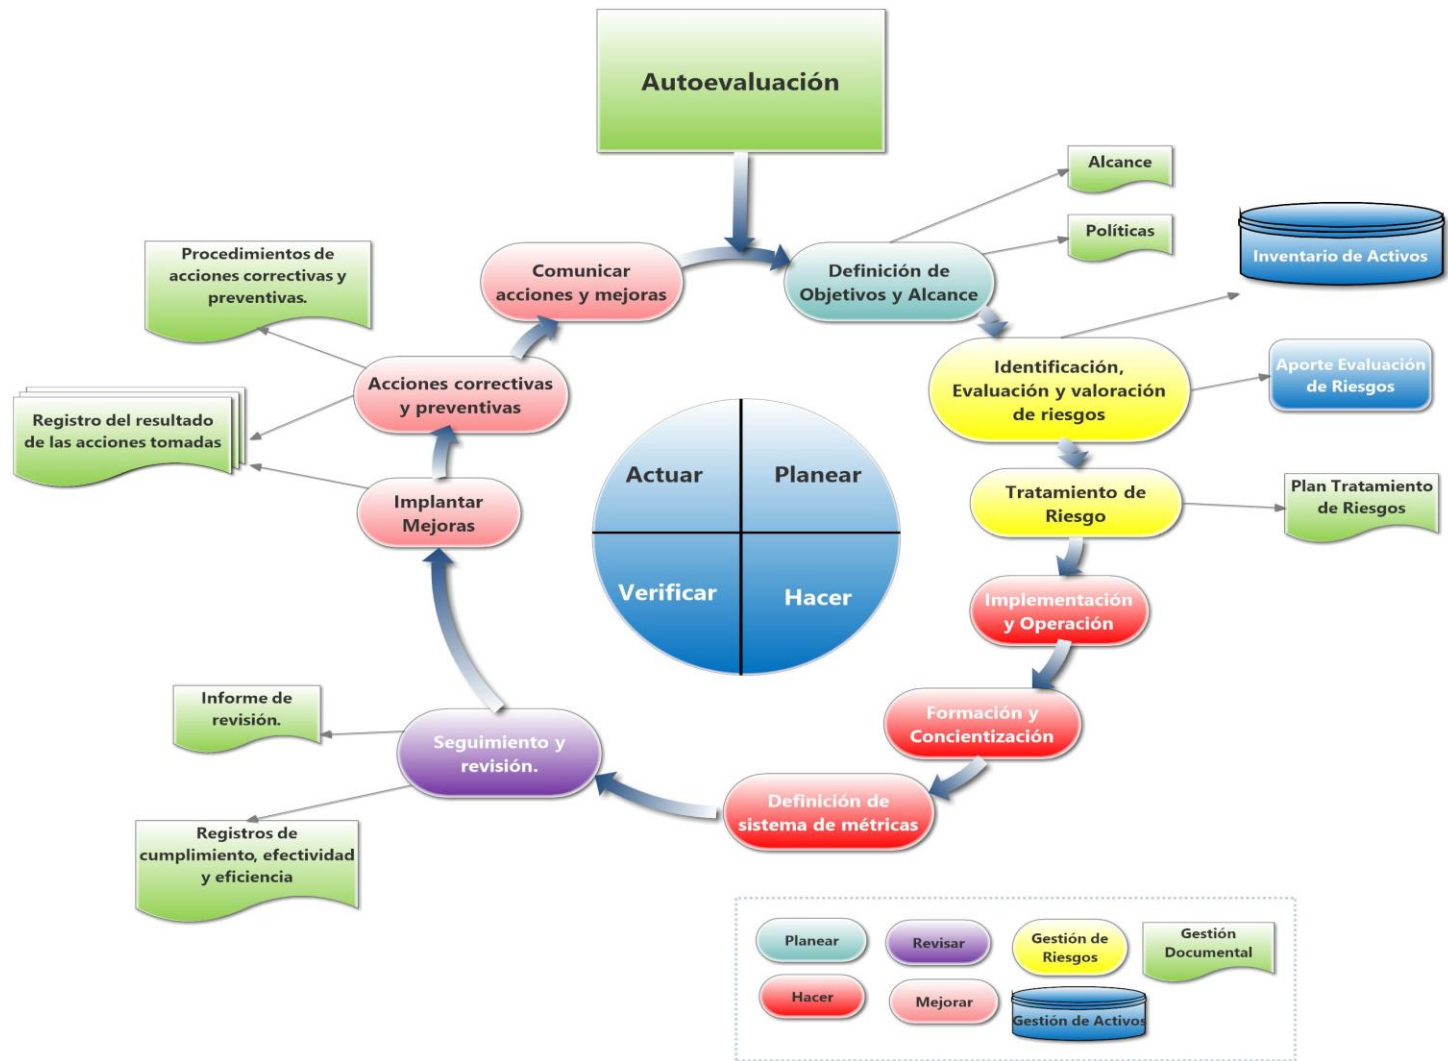 Autoevaluación
Alcance
Políticas
Inventario de Activos
Procedimientos de
acciones correctivas y
preventivas.
Comunicar
acciones y mejoras
Definición de
Objetivos y Alcance
Identificación,
Evaluación y valoración
de riesgos
Aporte Evaluación
de Riesgos
Acciones correctivas
y preventivas
Registro del resultado
de las acciones tomadas
Actuar
Planear
Verificar
Hacer
Implantar
Mejoras
Tratamiento de
Riesgo
Plan Tratamiento
de Riesgos
Implementación
y Operación
Formación y
Concientización
Informe de
revisión.
Seguimiento y
revisión.
Definición de
sistema de métricas
Registros de
cumplimiento, efectividad
y eficiencia
Planear
Revisar
Gestión de
Riesgos
Gestión
Documental
Hacer
Mejorar
Gestión de Activos